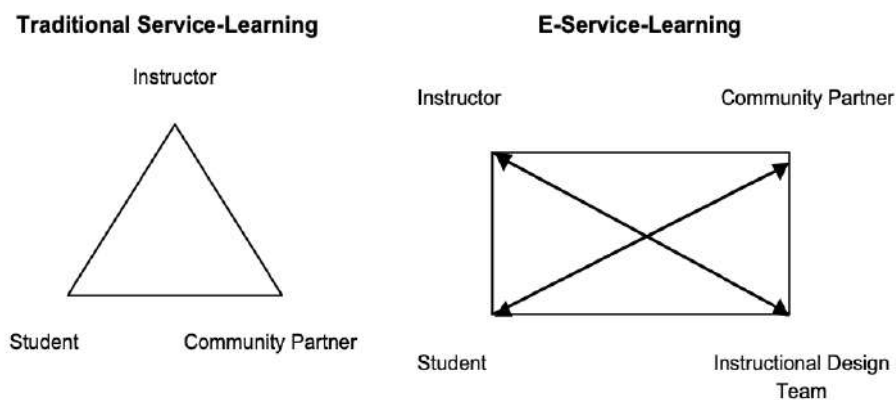 Traditional Service-Learning
Instructor
Student
Community Partner
E-Service-Learning
Instructor
Community Partner
Student
Instructional Design
Team